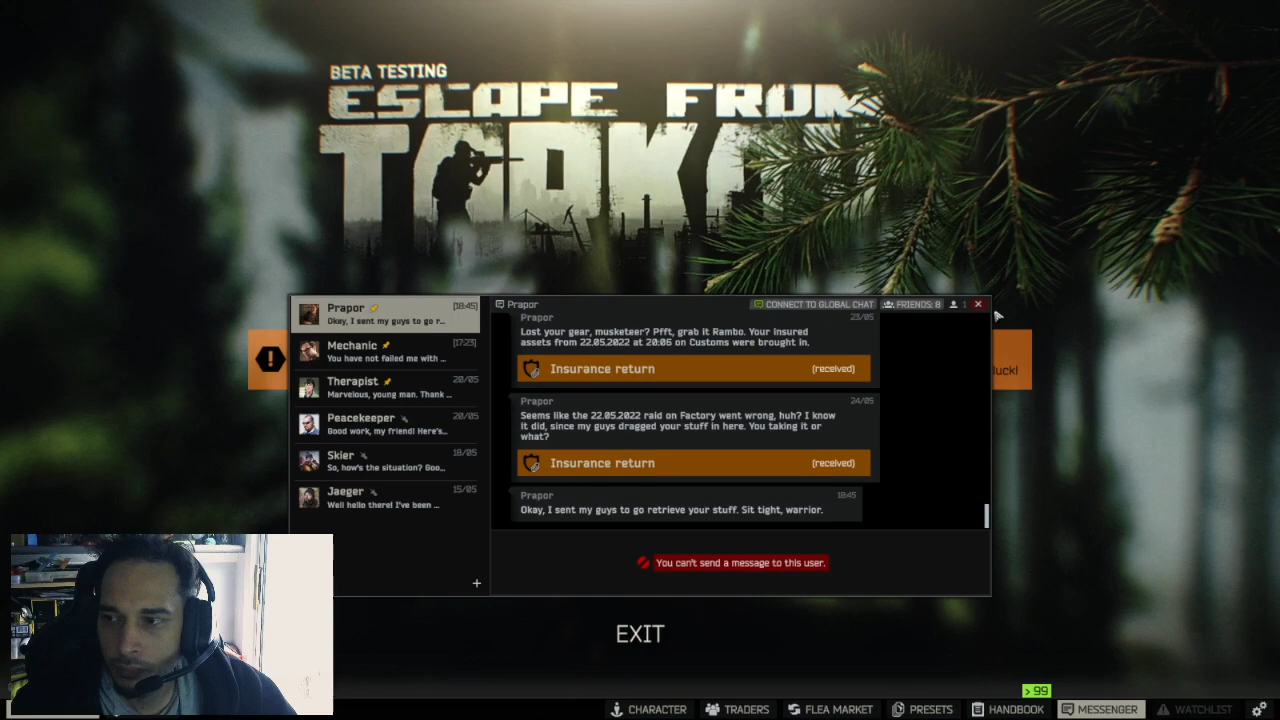 BETA TESTING
ESCAPE FROM
Prapor [18:45]
Okay, I sent my guys to go r...
Mechanic [17:23]
You have not failed me with ...
Therapist 20/05
Marvelous, young man. Thank ...
Peacekeeper 20/05
Good work, my friend! Here's...
Skier 18/05
So, how's the situation? Goo...
Jaeger 15/05
Well hello there! I've been ...
+
Prapor CONNECT TO GLOBAL CHAT FRIENDS: 8 1
Prapor 23/05
Lost your gear, musketeer? Pfft, grab it Rambo. Your insured
assets from 22.05.2022 at 20:06 on Customs were brought in.
Insurance return (received)
Prapor 24/05
Seems like the 22.05.2022 raid on Factory went wrong, huh? I know
it did, since my guys dragged your stuff in here. You taking it or
what?
Insurance return (received)
Prapor 18:45
Okay, I sent my guys to go retrieve your stuff. Sit tight, warrior.
You can't send a message to this user.
luck!
EXIT
> 99
CHARACTER TRADERS FLEA MARKET PRESETS HANDBOOK MESSENGER WATCHLIST